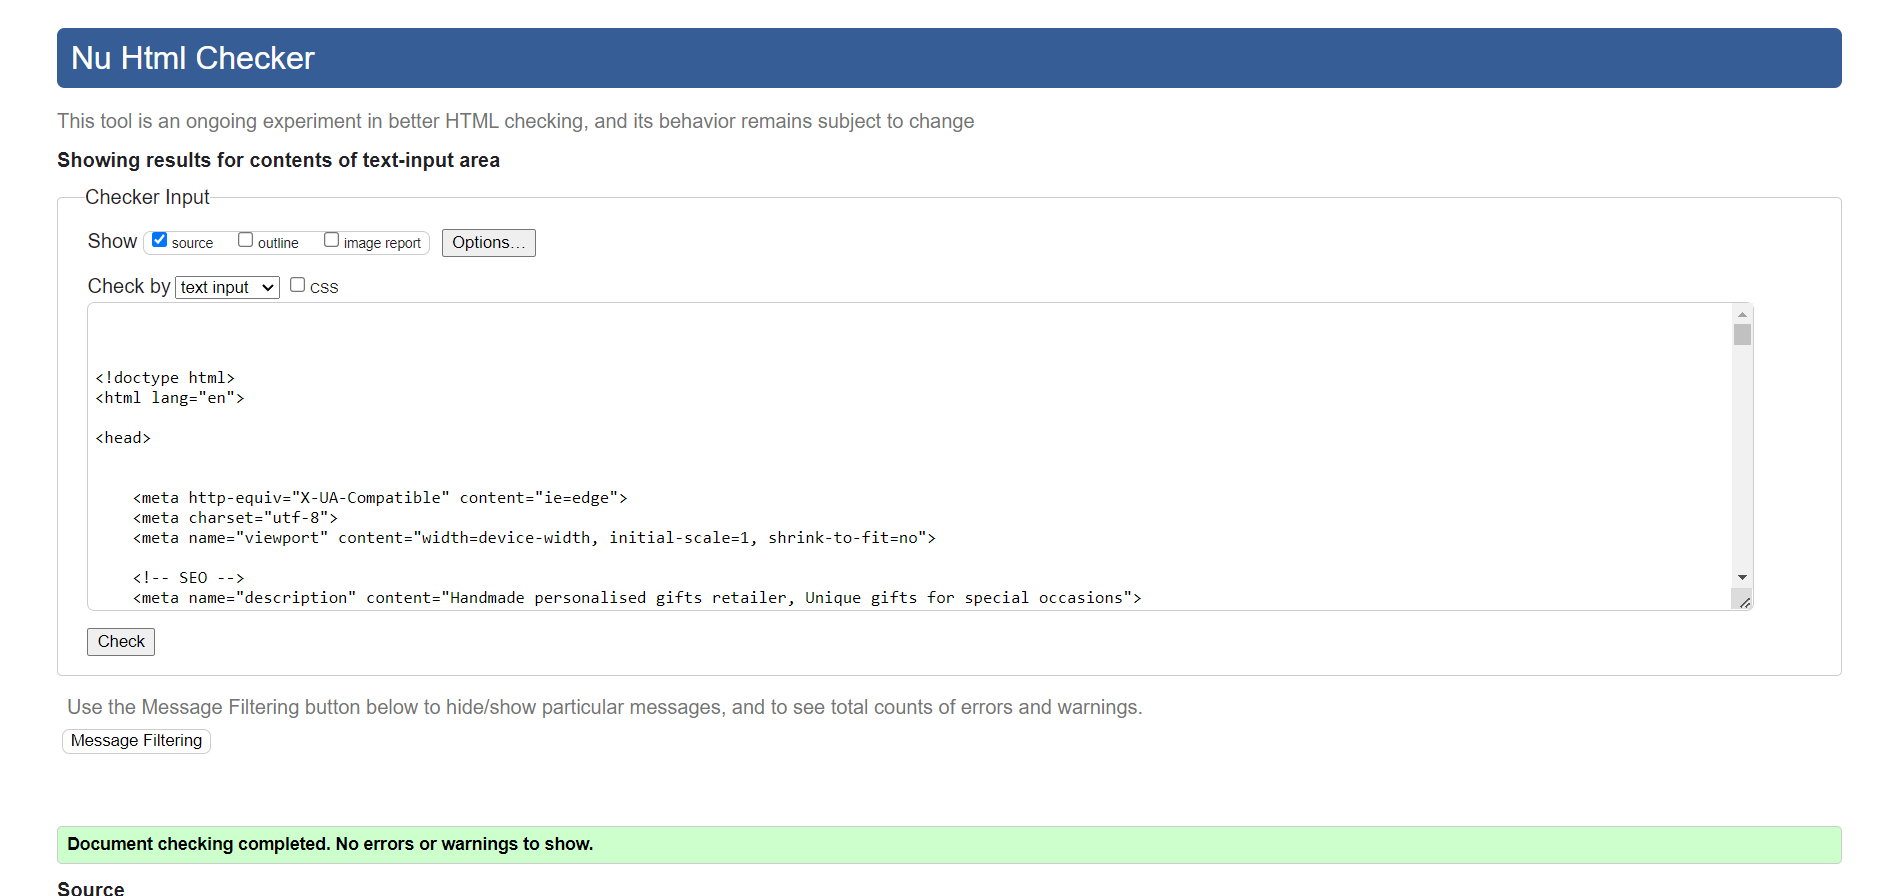 Nu Html Checker
This tool is an ongoing experiment in better HTML checking, and its behavior remains subject to change
Showing results for contents of text-input area
Checker Input
Show source outline image report Options...
Check by text input CSS
<!doctype html>
<html lang="en">
<head>
<meta http-equiv="X-UA-Compatible" content="ie=edge">
<meta charset="utf-8">
<meta name="viewport" content="width=device-width, initial-scale=1, shrink-to-fit=no">
<!-- SEO -->
<meta name="description" content="Handmade personalised gifts retailer, Unique gifts for special occasions">
Check
Use the Message Filtering button below to hide/show particular messages, and to see total counts of errors and warnings.
Message Filtering
Document checking completed. No errors or warnings to show.
Source